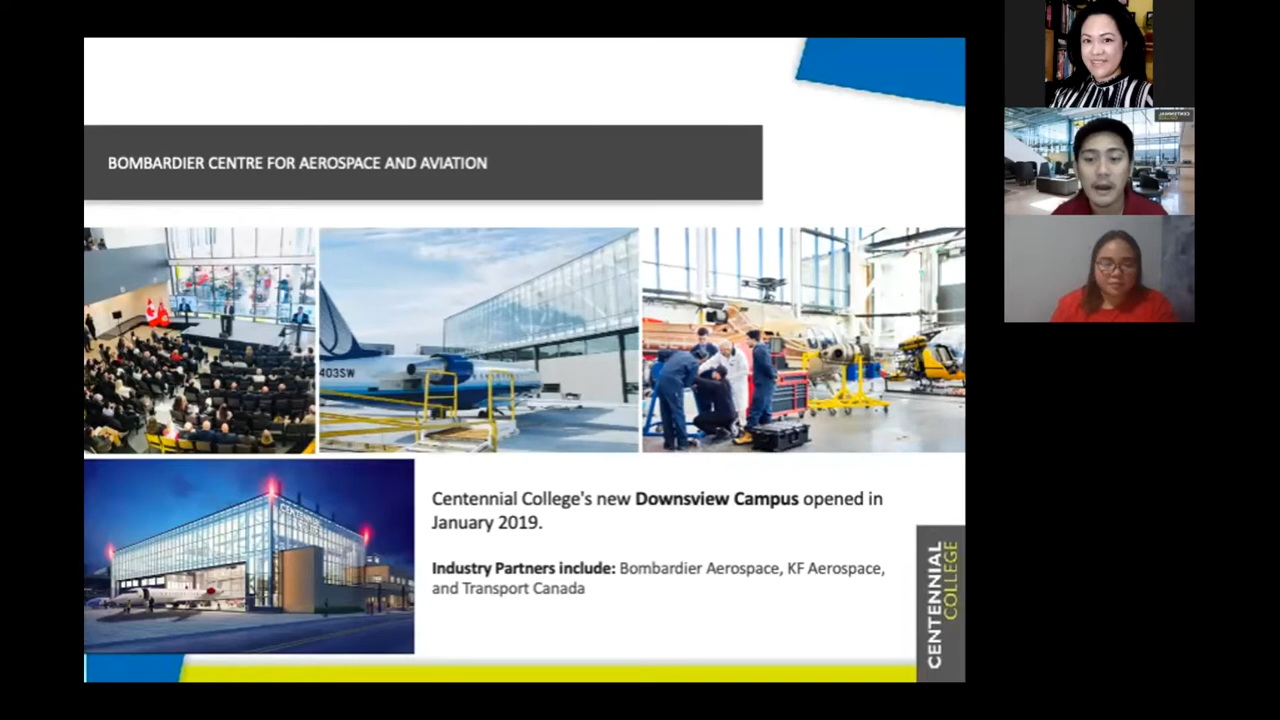 BOMBARDIER CENTRE FOR AEROSPACE AND AVIATION
403SW
CENTENNIAL
Centennial College's new Downsview Campus opened in
January 2019.
Industry Partners include: Bombardier Aerospace, KF Aerospace,
and Transport Canada
CENTENNIAL
COLLEGE